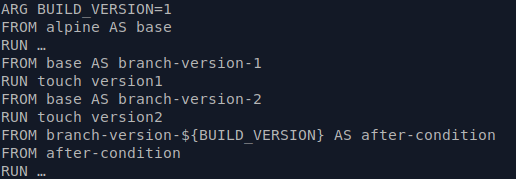 ARG BUILD_VERSION=1
FROM alpine AS base
RUN …
FROM base AS branch-version-1
RUN touch version1
FROM base AS branch-version-2
RUN touch version2
FROM branch-version-${BUILD_VERSION} AS after-condition
FROM after-condition
RUN …